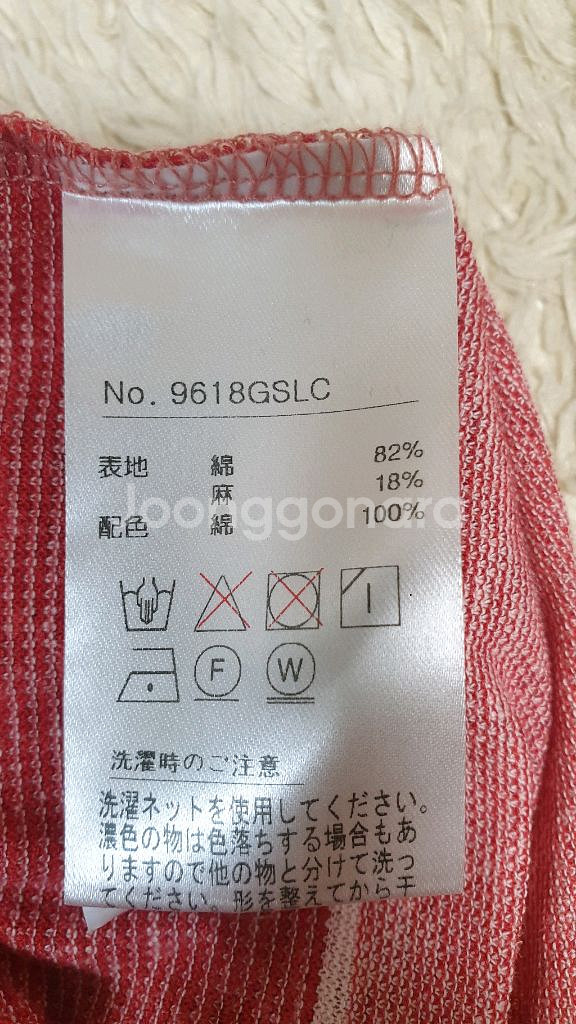 No. 9618GSLC
表地 綿 82%
麻 18%
配色 綿 100%
joonggonara
F W
洗濯時のご注意
洗濯ネットを使用してください。
濃色の物は色落ちする場合もあ
りますので他の物と分けて洗っ
てください。形を整えてから干